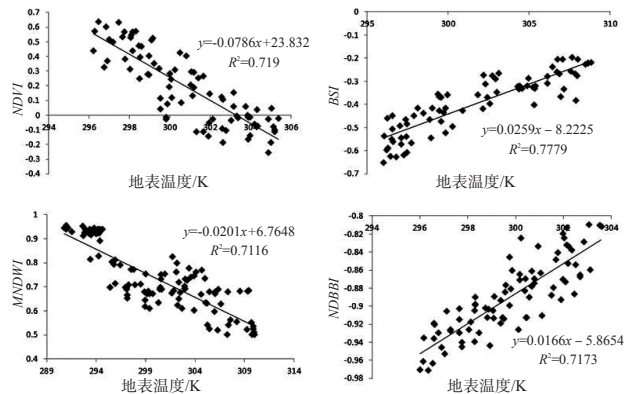 0.7
0.6
0.5
0.4
0.3
0.2
0.1
0
0.1
0.2
0.3
0.4
NDVI
y=-0.0786x+23.832
R²=0.719
294 296 298 300 302 304 306
地表温度/K
295 300 305 310
0
-0.1
-0.2
-0.3
-0.4
-0.5
-0.6
-0.7
BSI
y=0.0259x-8.2225
R²=0.7779
地表温度/K
1
0.9
0.8
0.7
0.6
0.5
0.4
MNDWI
y=-0.0201x+6.7648
R²=0.7116
289 294 299 304 309 314
地表温度/K
-0.8
-0.82
-0.84
-0.86
-0.88
-0.9
-0.92
-0.94
-0.96
-0.98
NDBBI
y=0.0166x-5.8654
R²=0.7173
294 296 298 300 302 304
地表温度/K